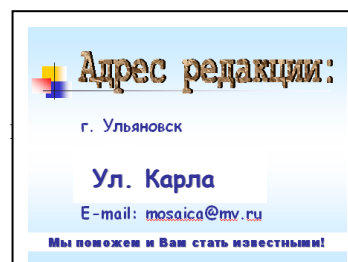 Адрес редакции:
г. Ульяновск
Ул. Карла
E-mail: mosaica@mv.ru
Мы поможем и Вам стать известными!